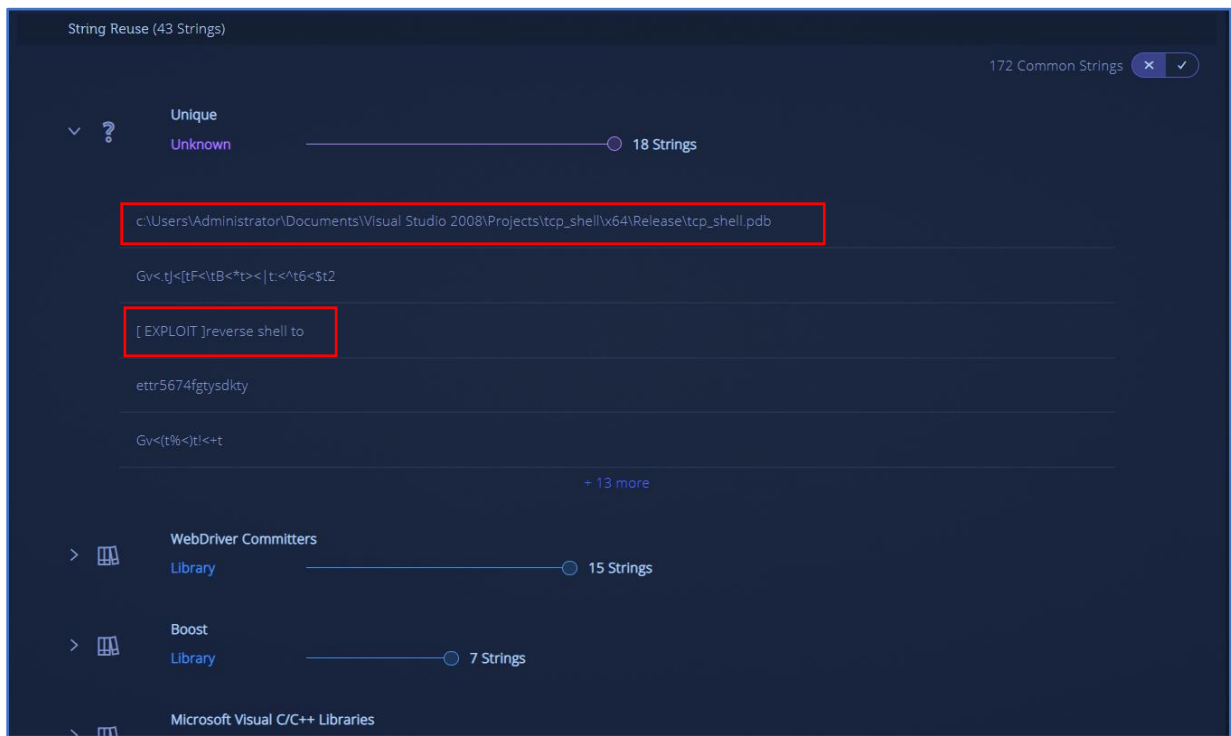 String Reuse (43 Strings)
172 Common Strings
Unique
Unknown 18 Strings
c:\Users\Administrator\Documents\Visual Studio 2008\Projects\tcp_shell\x64\Release\tcp_shell.pdb
Gv<.tJ<[tF<\tB<*t><|t:<^t6<$t2
[ EXPLOIT ]reverse shell to
ettr5674fgtysdkty
Gv<(t%<)t!<+t
+ 13 more
WebDriver Committers
Library 15 Strings
Boost
Library 7 Strings
Microsoft Visual C/C++ Libraries